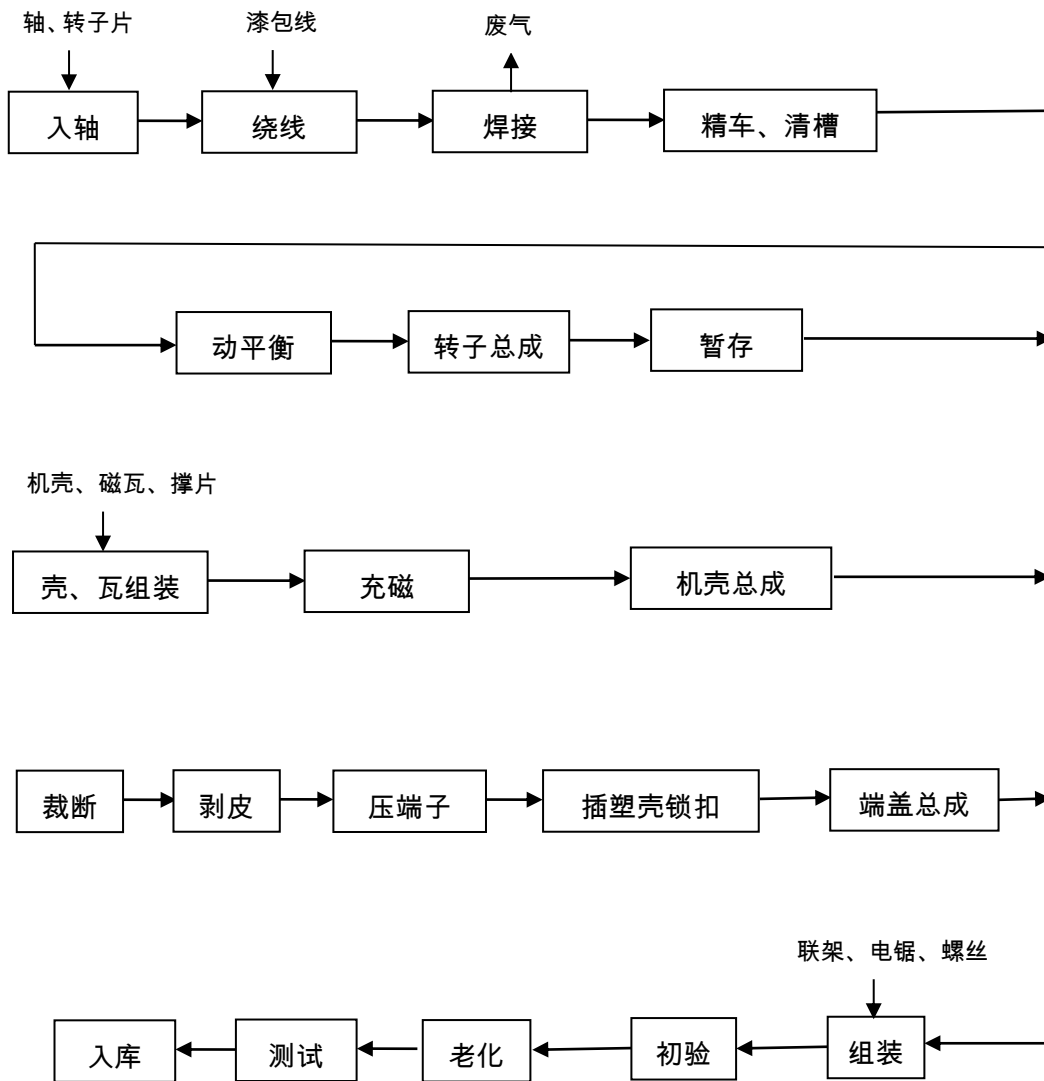 轴、转子片 漆包线 废气
入轴 绕线 焊接 精车、清槽
动平衡 转子总成 暂存
机壳、磁瓦、撑片
壳、瓦组装 充磁 机壳总成
裁断 剥皮 压端子 插塑壳锁扣 端盖总成
联架、电锯、螺丝
入库 测试 老化 初验 组装